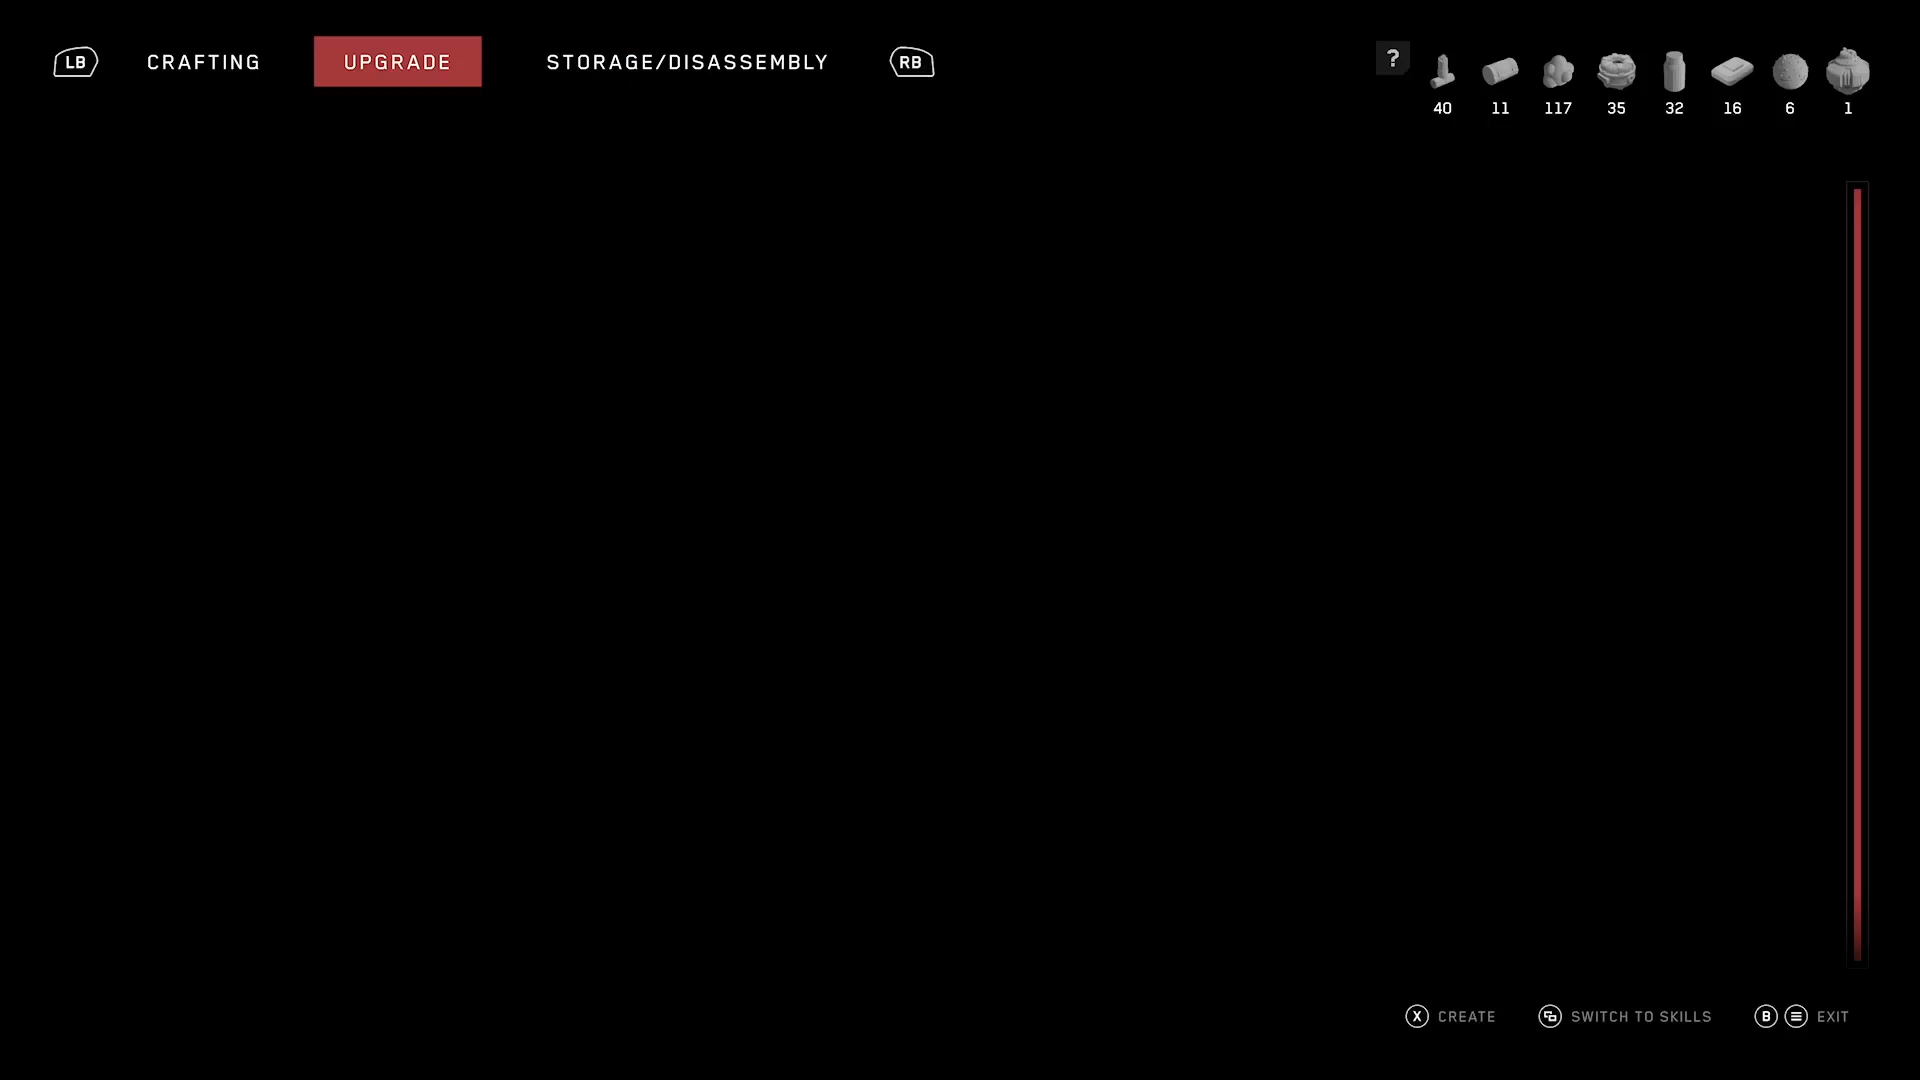 LB CRAFTING UPGRADE STORAGE/DISASSEMBLY RB
?
40 11 117 35 32 16 6 1
X CREATE SWITCH TO SKILLS B EXIT